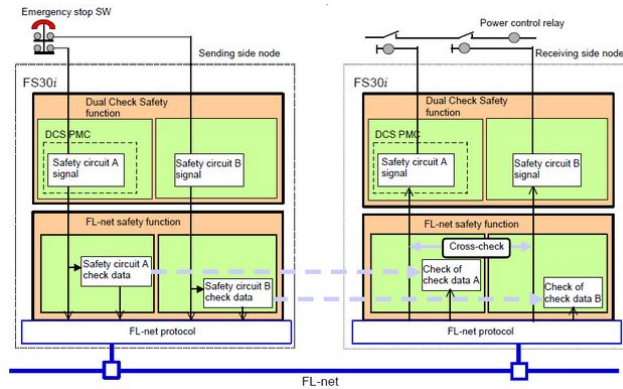 Emergency stop SW
Sending side node
FS30i
Dual Check Safety
function
DCS PMC
Safety circuit A
signal
Safety circuit B
signal
FL-net safety function
Safety circuit A
check data
Safety circuit B
check data
FL-net protocol
Power control relay
Receiving side node
FS30i
Dual Check Safety
function
DCS PMC
Safety circuit A
signal
Safety circuit B
signal
FL-net safety function
Cross-check
Check of
check data A
Check of
check data B
FL-net protocol
FL-net